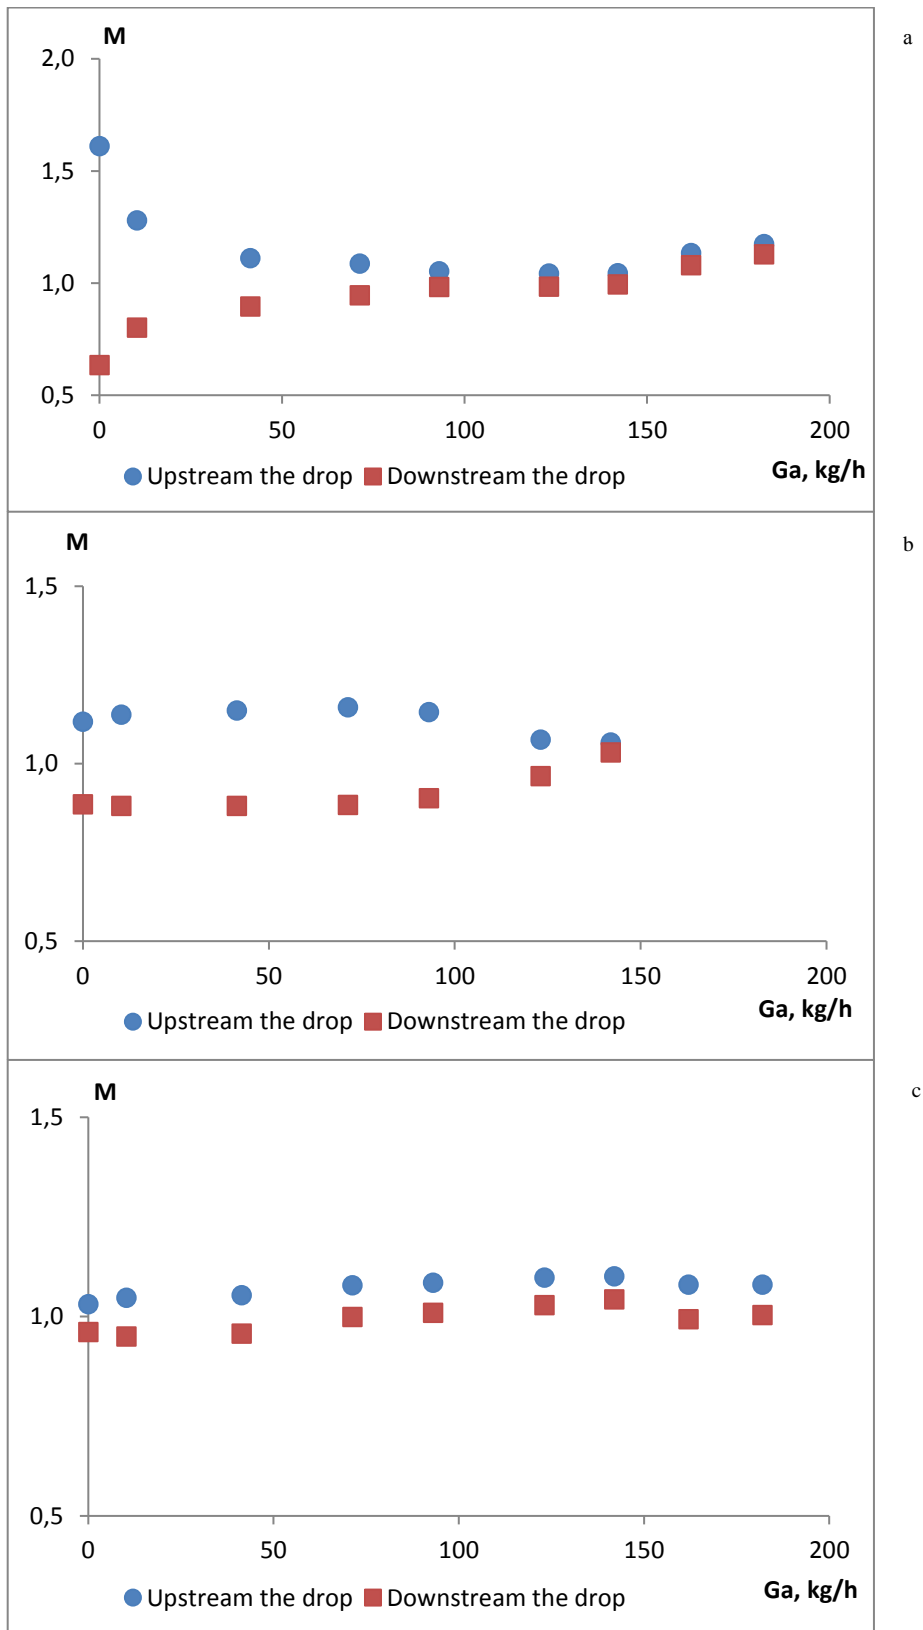 M
a
2,0
1,5
1,0
0,5
0 50 100 150 200
Ga, kg/h
Upstream the drop Downstream the drop
M
b
1,5
1,0
0,5
0 50 100 150 200
Ga, kg/h
Upstream the drop Downstream the drop
M
c
1,5
1,0
0,5
0 50 100 150 200
Ga, kg/h
Upstream the drop Downstream the drop